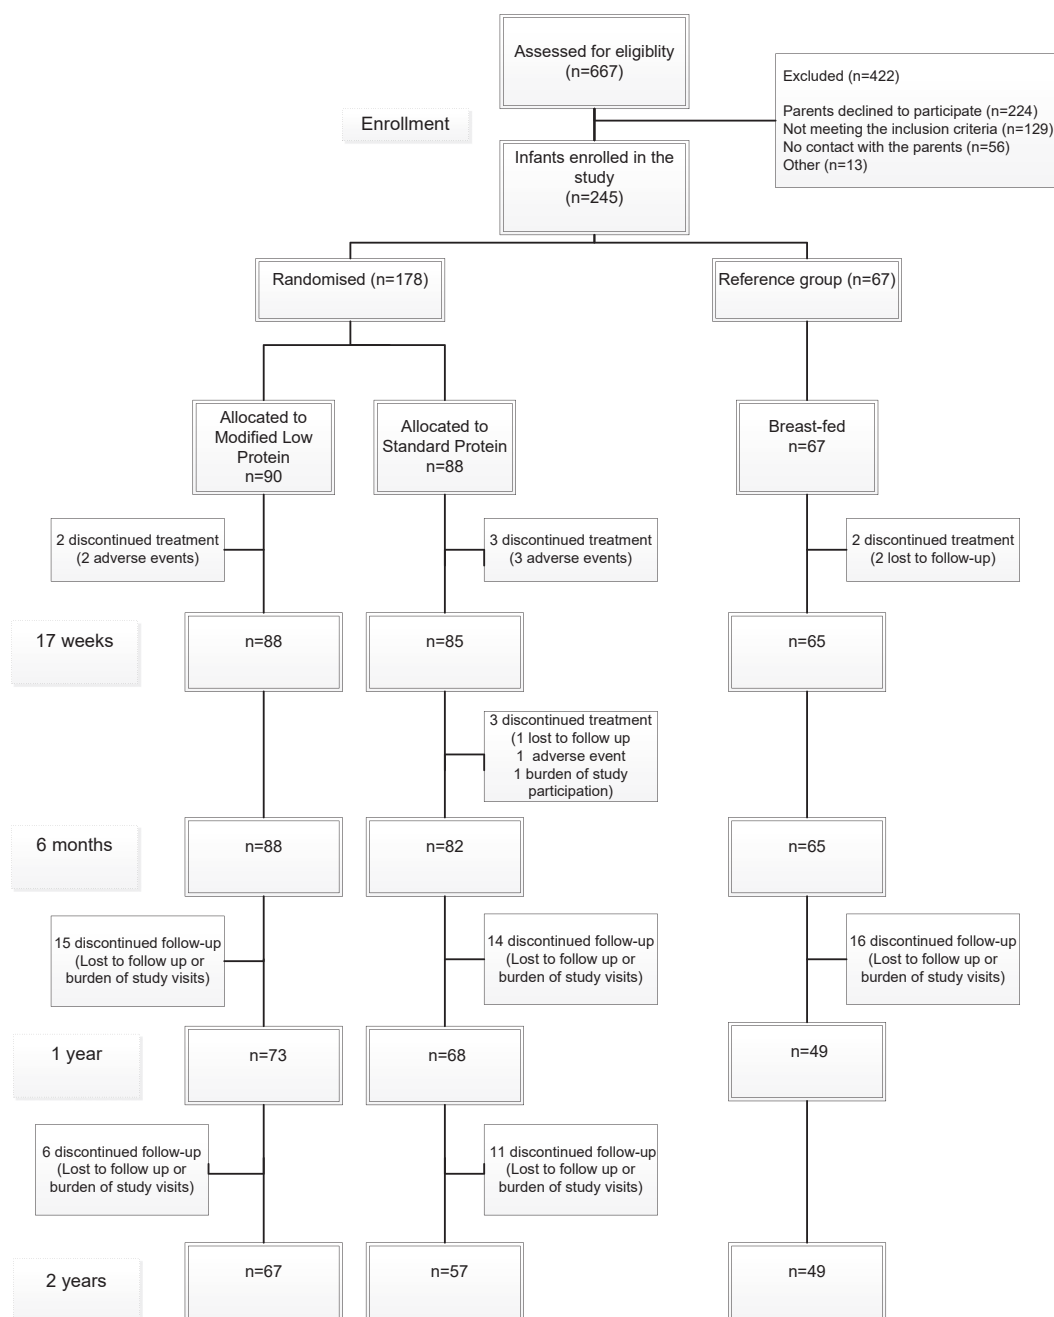 Assessed for eligiblity
(n=667)
Excluded (n=422)
Parents declined to participate (n=224)
Not meeting the inclusion criteria (n=129)
No contact with the parents (n=56)
Other (n=13)
Enrollment
Infants enrolled in the
study
(n=245)
Randomised (n=178)
Reference group (n=67)
Allocated to
Modified Low
Protein
n=90
Allocated to
Standard Protein
n=88
Breast-fed
n=67
2 discontinued treatment
(2 adverse events)
3 discontinued treatment
(3 adverse events)
2 discontinued treatment
(2 lost to follow-up)
17 weeks
n=88
n=85
n=65
3 discontinued treatment
(1 lost to follow up
1 adverse event
1 burden of study
participation)
6 months
n=88
n=82
n=65
15 discontinued follow-up
(Lost to follow up or
burden of study visits)
14 discontinued follow-up
(Lost to follow up or
burden of study visits)
16 discontinued follow-up
(Lost to follow up or
burden of study visits)
1 year
n=73
n=68
n=49
6 discontinued follow-up
(Lost to follow up or
burden of study visits)
11 discontinued follow-up
(Lost to follow up or
burden of study visits)
2 years
n=67
n=57
n=49